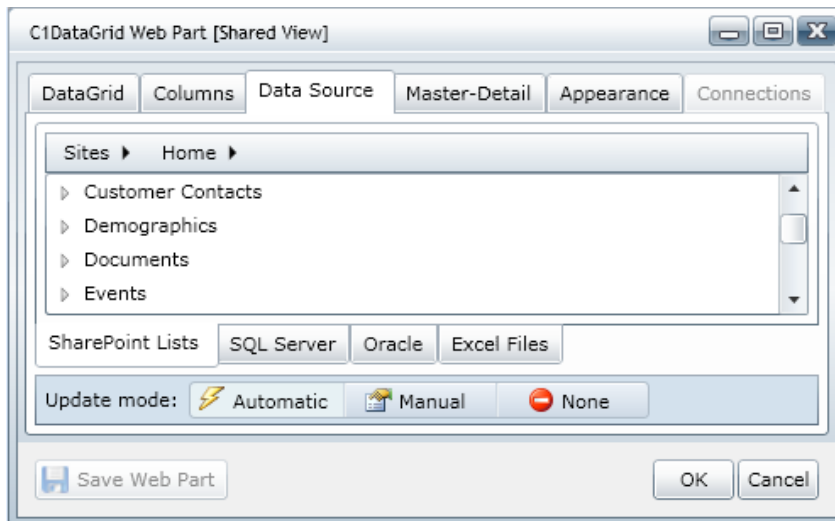 C1DataGrid Web Part [Shared View]
DataGrid Columns Data Source Master-Detail Appearance Connections
Sites Home
Customer Contacts
Demographics
Documents
Events
SharePoint Lists SQL Server Oracle Excel Files
Update mode: Automatic Manual None
Save Web Part OK Cancel